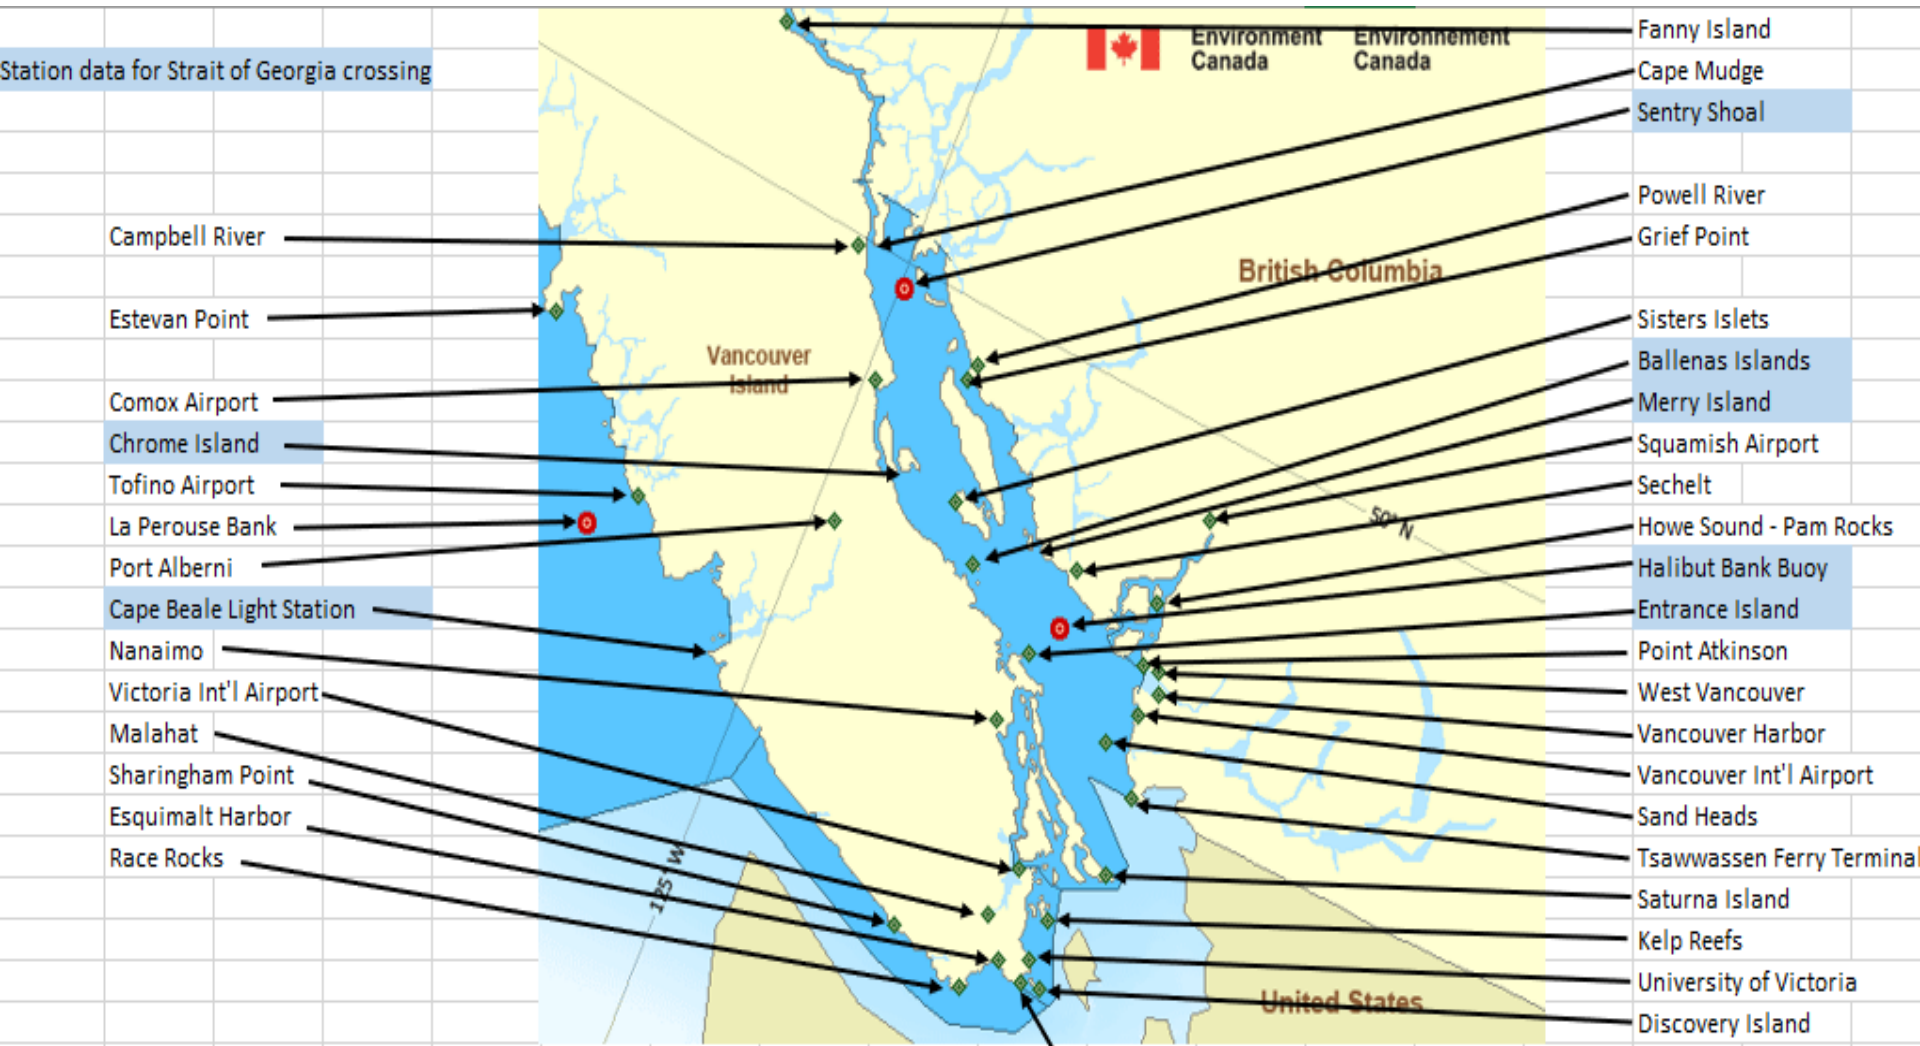 Station data for Strait of Georgia crossing
Campbell River
Estevan Point
Comox Airport
Chrome Island
Tofino Airport
La Perouse Bank
Port Alberni
Cape Beale Light Station
Nanaimo
Victoria Int'l Airport
Malahat
Sharingham Point
Esquimalt Harbor
Race Rocks
Environment
Canada
Environnement
Canada
British Columbia
Vancouver
Island
50° N
125° W
United States
Fanny Island
Cape Mudge
Sentry Shoal
Powell River
Grief Point
Sisters Islets
Ballenas Islands
Merry Island
Squamish Airport
Sechelt
Howe Sound - Pam Rocks
Halibut Bank Buoy
Entrance Island
Point Atkinson
West Vancouver
Vancouver Harbor
Vancouver Int'l Airport
Sand Heads
Tsawwassen Ferry Terminal
Saturna Island
Kelp Reefs
University of Victoria
Discovery Island